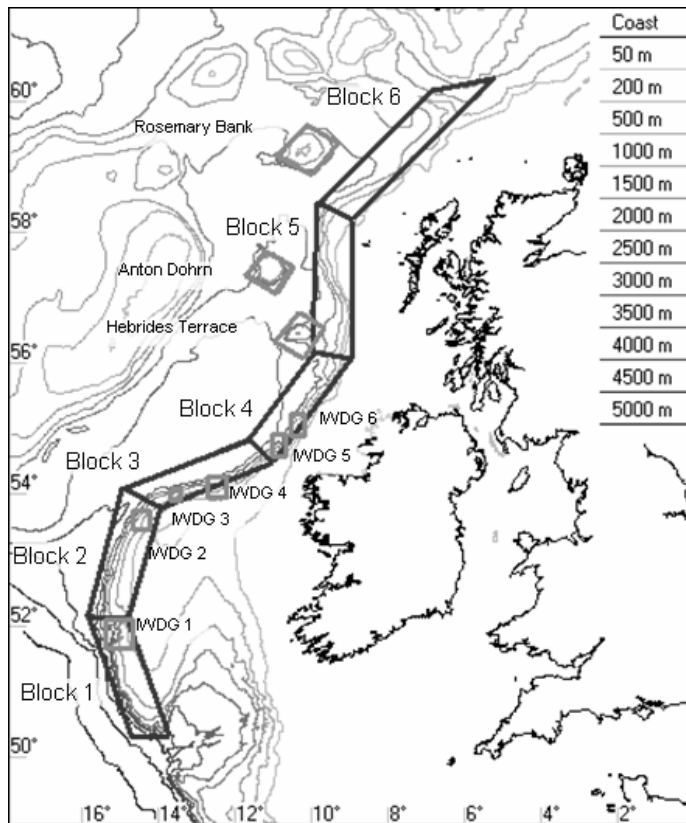 Coast
50 m
200 m
500 m
1000 m
1500 m
2000 m
2500 m
3000 m
3500 m
4000 m
4500 m
5000 m
60°
Block 6
Rosemary Bank
58°
Block 5
Anton Dohrn
Hebrides Terrace
56°
Block 4
IWDG 6
IWDG 5
Block 3
54°
IWDG 4
IWDG 3
Block 2
IWDG 2
52°
IWDG 1
Block 1
50°
16° 14° 12° 10° 8° 6° 4° 2°